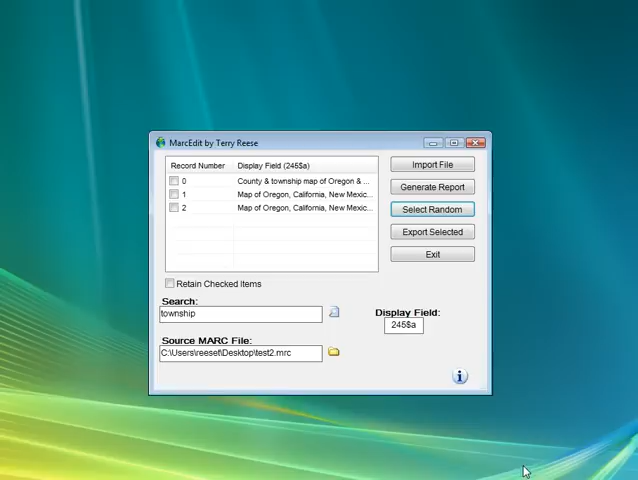 MarcEdit by Terry Reese
Record Number Display Field (245$a)
0 County & township map of Oregon & ...
1 Map of Oregon, California, New Mexic...
2 Map of Oregon, California, New Mexic...
Import File
Generate Report
Select Random
Export Selected
Exit
Retain Checked Items
Search:
township
Display Field:
245$a
Source MARC File:
C:\Users\reeset\Desktop\test2.mrc